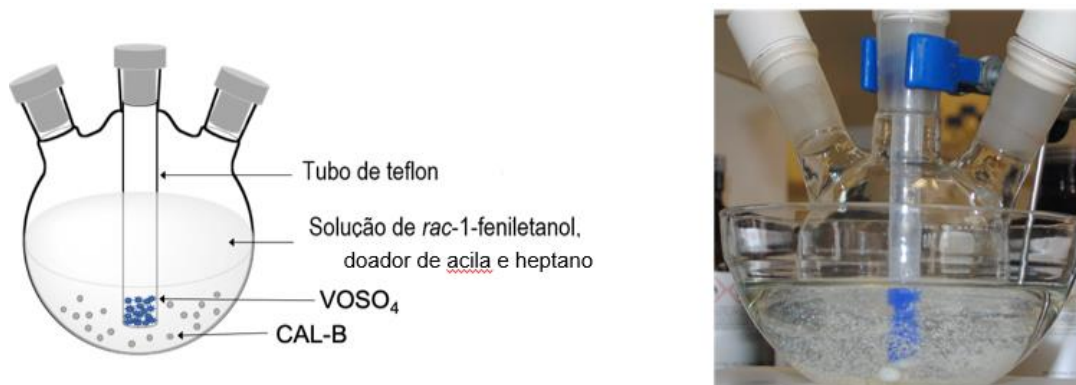 Tubo de teflon
Solução de rac-1-feniletanol,
doador de acila e heptano
VOSO₄
CAL-B